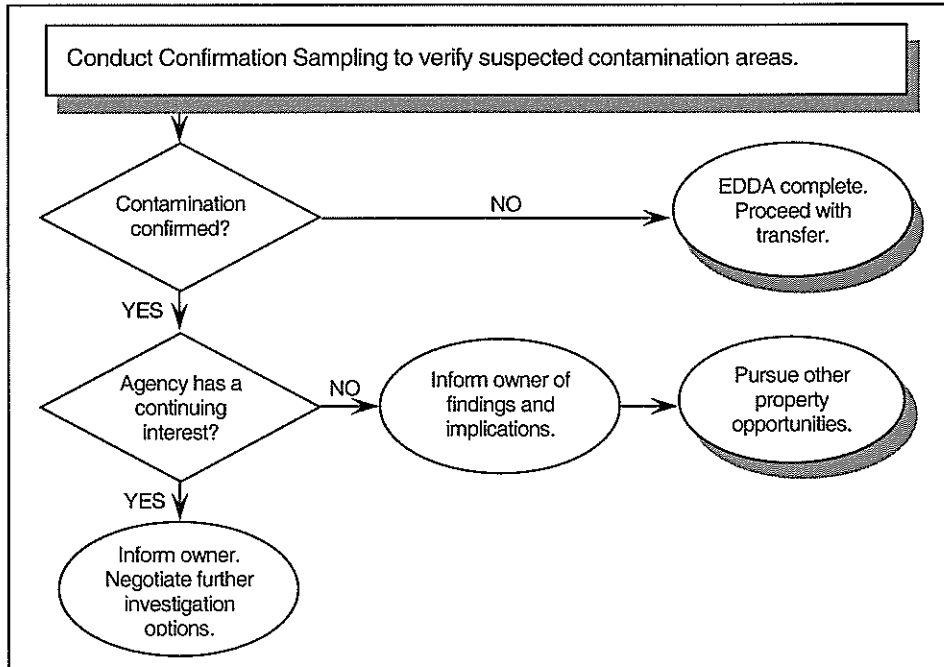 Conduct Confirmation Sampling to verify suspected contamination areas.
Contamination
confirmed?
NO
EDDA complete.
Proceed with
transfer.
YES
Agency has a
continuing
interest?
NO
Inform owner of
findings and
implications.
Pursue other
property
opportunities.
YES
Inform owner.
Negotiate further
investigation
options.